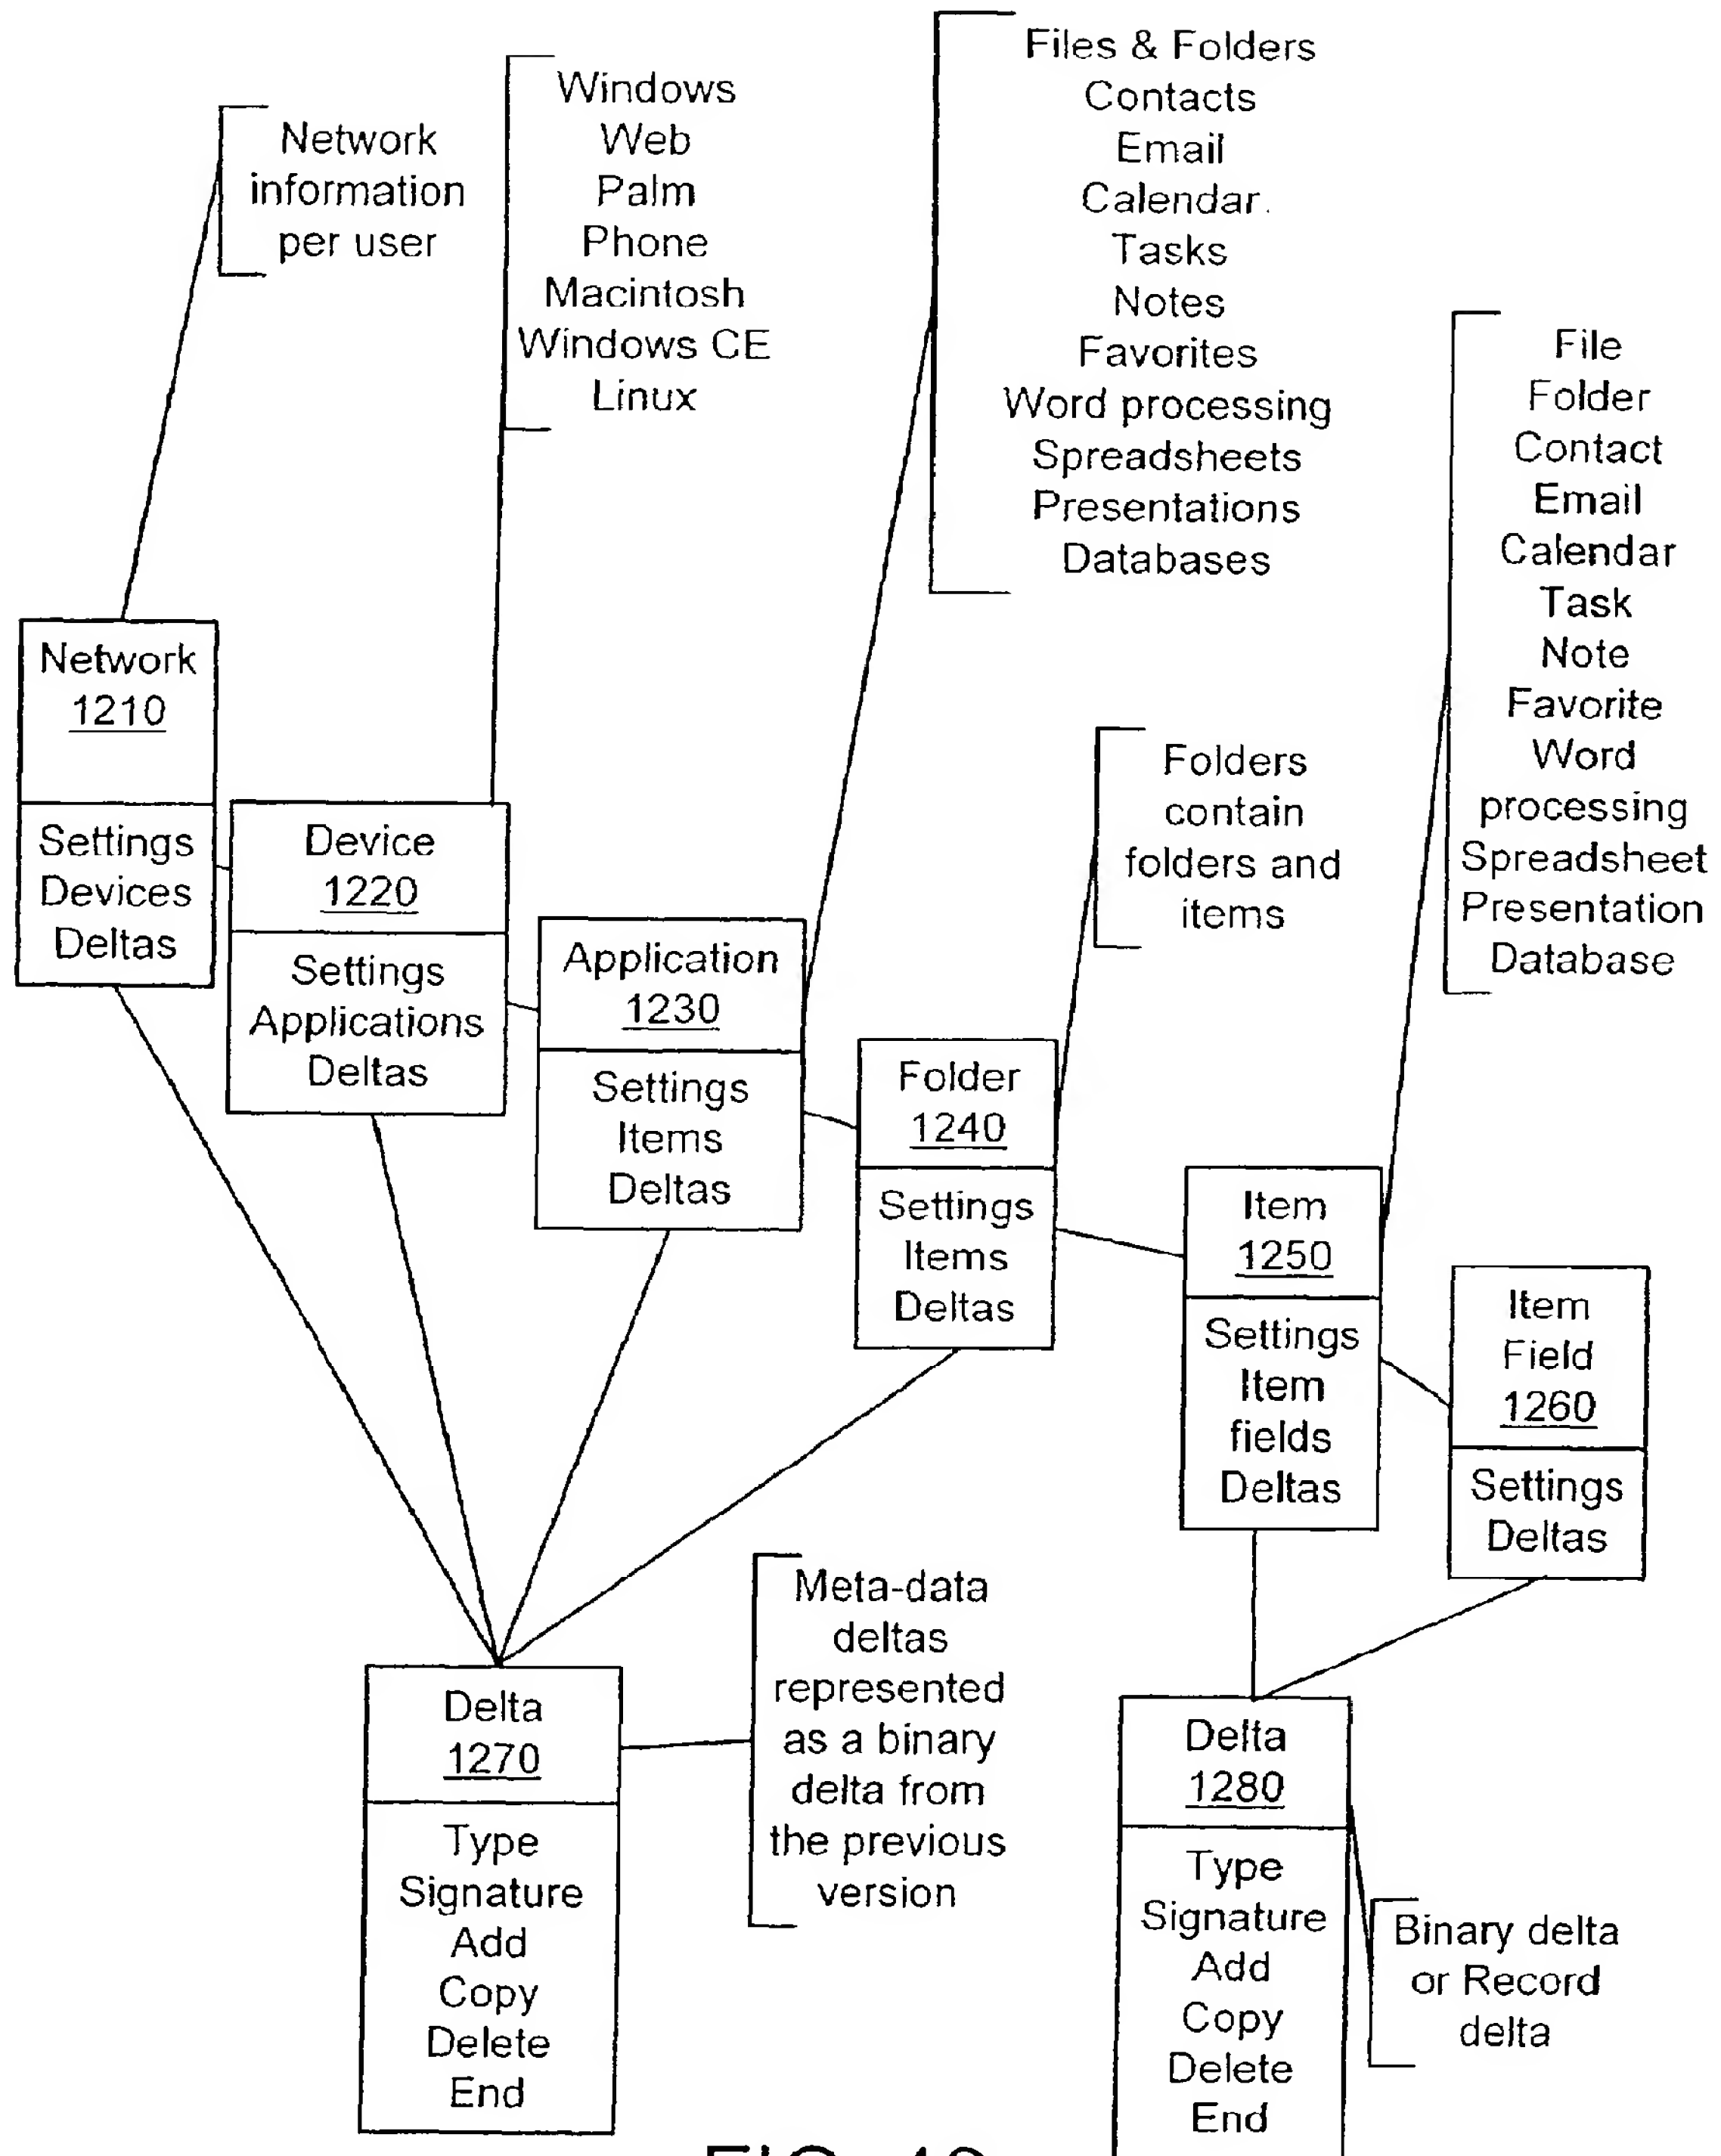 Network
information
per user
Windows
Web
Palm
Phone
Macintosh
Windows CE
Linux
Files & Folders
Contacts
Email
Calendar.
Tasks
Notes
Favorites
Word processing
Spreadsheets
Presentations
Databases
File
Folder
Contact
Email
Calendar
Task
Note
Favorite
Word
processing
Spreadsheet
Presentation
Database
Folders
contain
folders and
items
Network
1210
Settings
Devices
Deltas
Device
1220
Settings
Applications
Deltas
Application
1230
Settings
Items
Deltas
Folder
1240
Settings
Items
Deltas
Item
1250
Settings
Item
fields
Deltas
Item
Field
1260
Settings
Deltas
Delta
1270
Type
Signature
Add
Copy
Delete
End
Meta-data
deltas
represented
as a binary
delta from
the previous
version
Delta
1280
Type
Signature
Add
Copy
Delete
End
Binary delta
or Record
delta